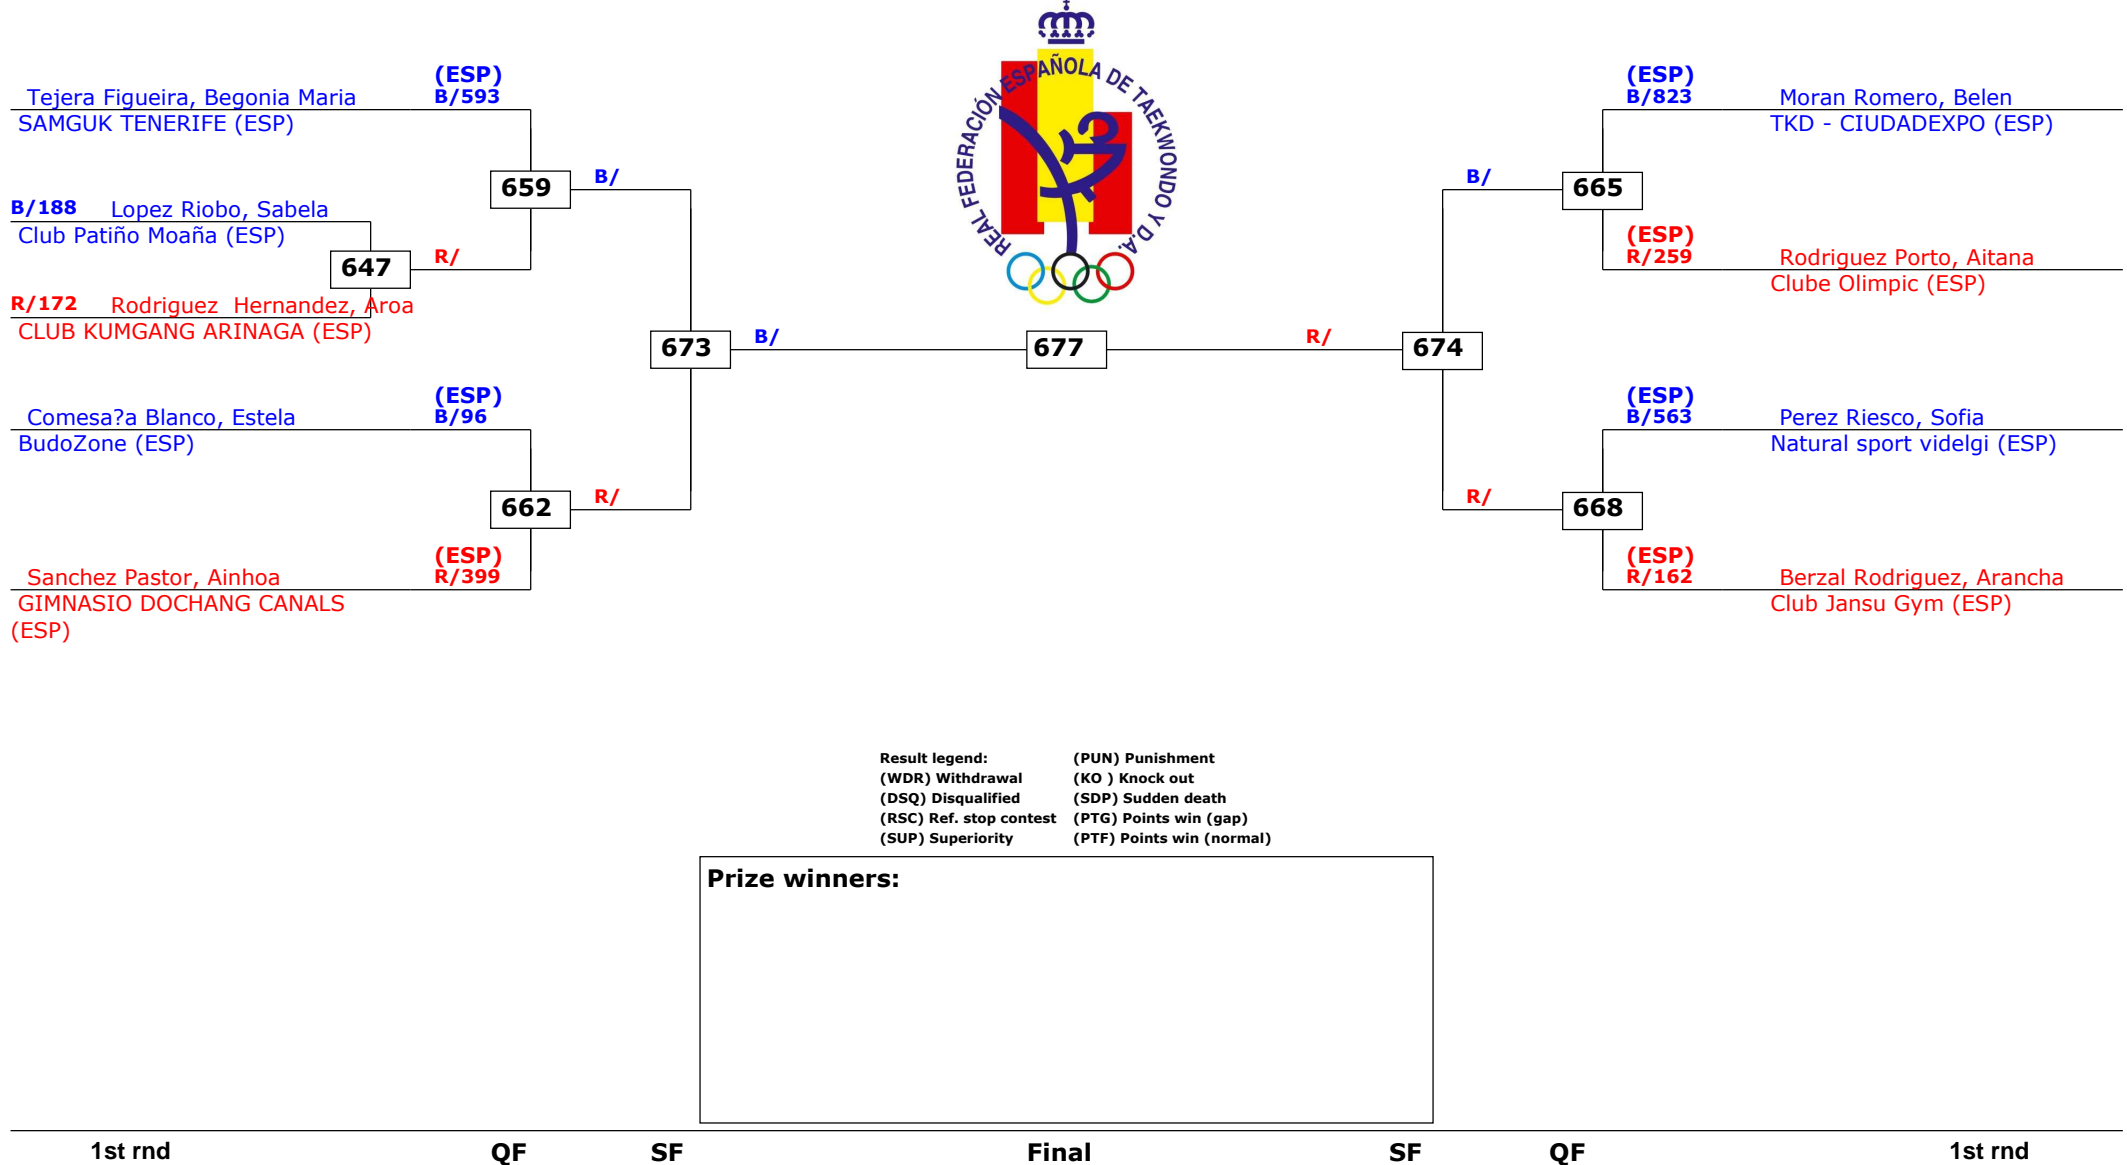 REAL FEDERACIÓN ESPAÑOLA DE TAEKWONDO Y D.A.
(ESP)
Tejera Figueira, Begonia Maria B/593
SAMGUK TENERIFE (ESP)
659
B/
B/188 Lopez Riobo, Sabela
Club Patiño Moaña (ESP)
647
R/
R/172 Rodriguez Hernandez, Aroa
CLUB KUMGANG ARINAGA (ESP)
673
B/
(ESP)
Comesa?a Blanco, Estela B/96
BudoZone (ESP)
662
R/
(ESP)
Sanchez Pastor, Ainhoa R/399
GIMNASIO DOCHANG CANALS
(ESP)
677
(ESP)
B/823 Moran Romero, Belen
TKD - CIUDADEXPO (ESP)
B/
665
(ESP)
R/259 Rodriguez Porto, Aitana
Clube Olimpic (ESP)
R/
674
(ESP)
B/563 Perez Riesco, Sofia
Natural sport videlgi (ESP)
R/
668
(ESP)
R/162 Berzal Rodriguez, Arancha
Club Jansu Gym (ESP)
Result legend: (PUN) Punishment
(WDR) Withdrawal (KO ) Knock out
(DSQ) Disqualified (SDP) Sudden death
(RSC) Ref. stop contest (PTG) Points win (gap)
(SUP) Superiority (PTF) Points win (normal)
Prize winners:
1st rnd QF SF Final SF QF 1st rnd